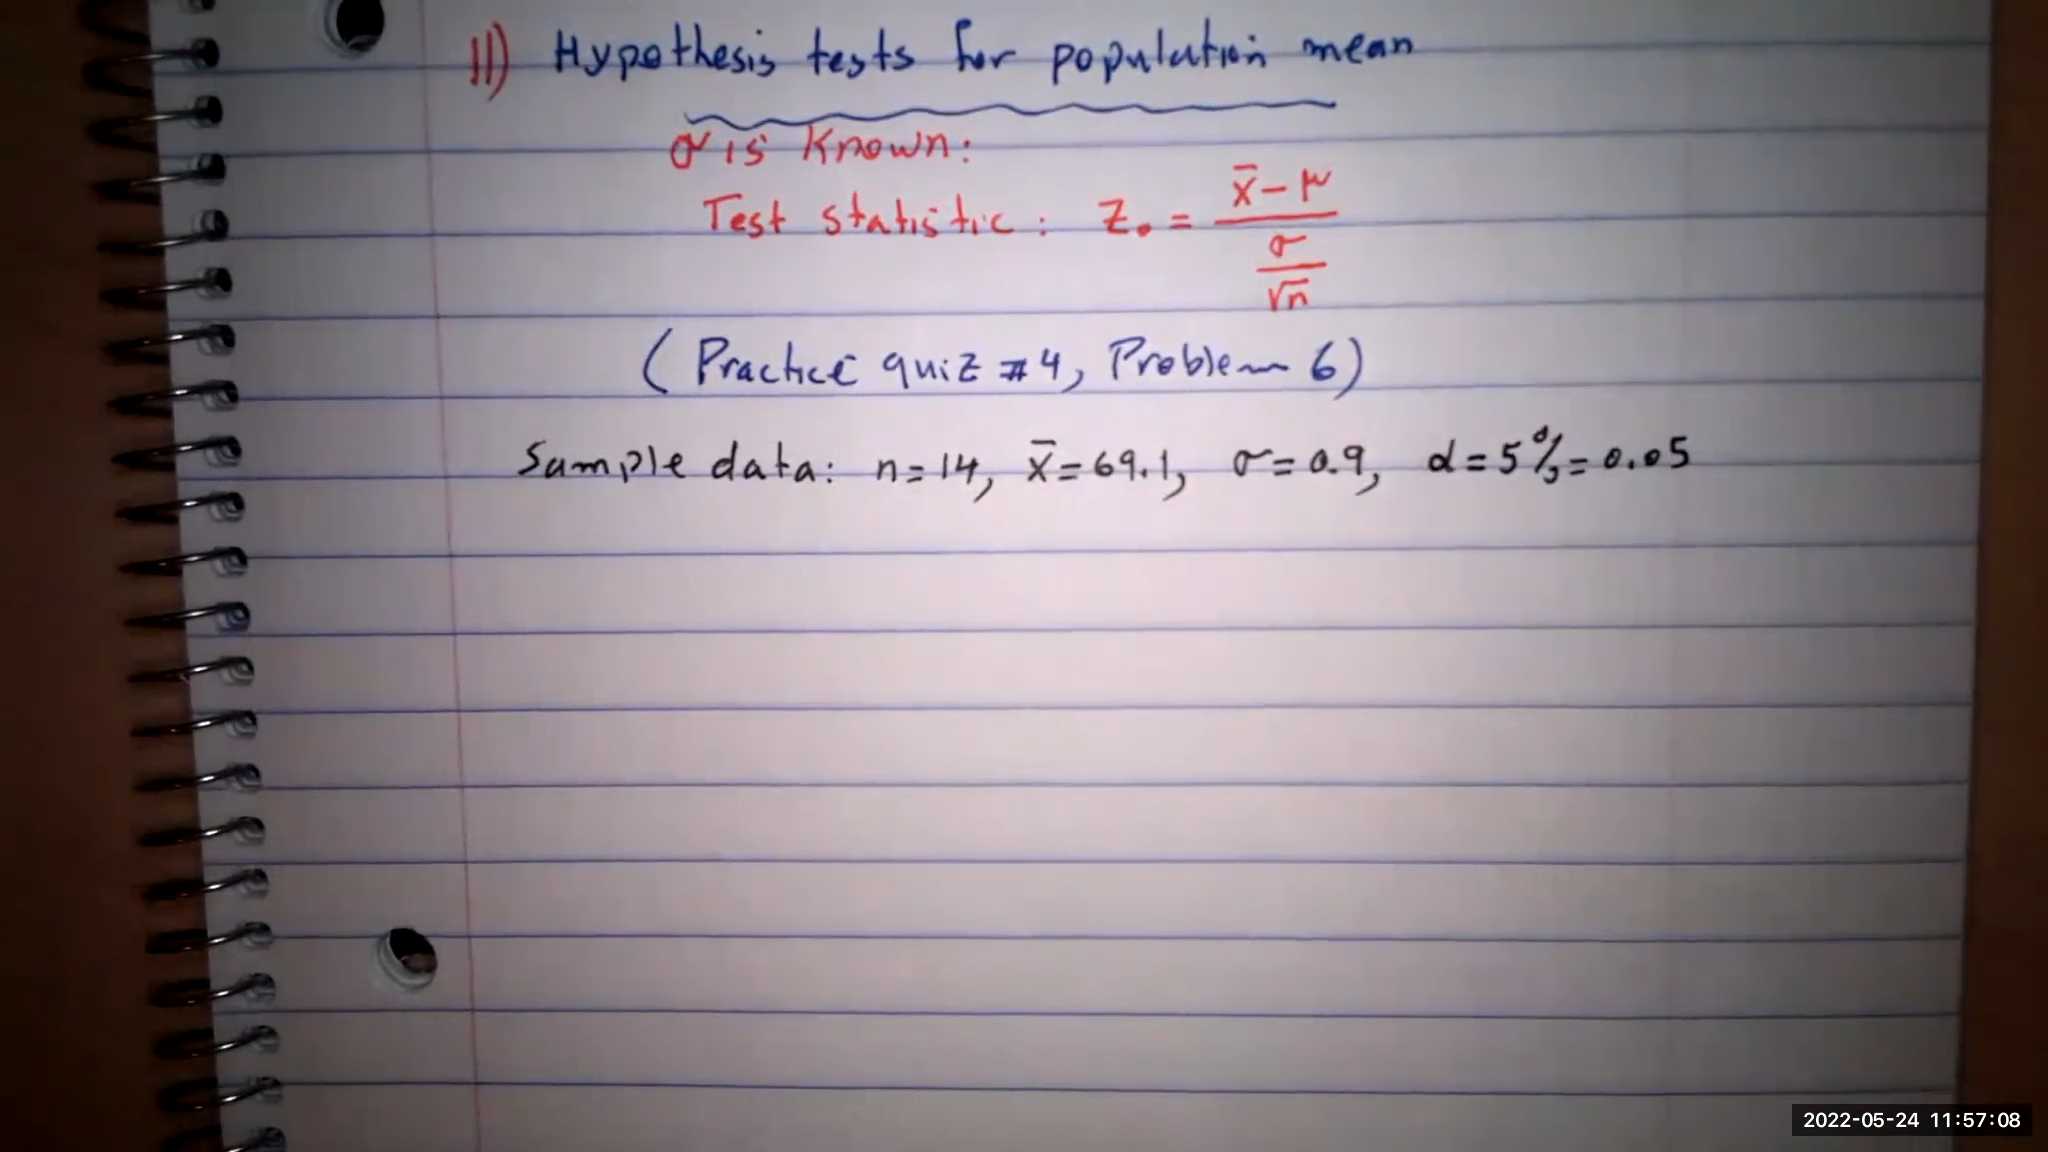 11) Hypothesis tests for population mean
σ is Known:
Test statistic: Z₀ = (x̄ - μ) / (σ / √n)
(Practice quiz #4, Problem 6)
Sample data: n=14, x̄=69.1, σ=0.9, α=5%=0.05
2022-05-24 11:57:08